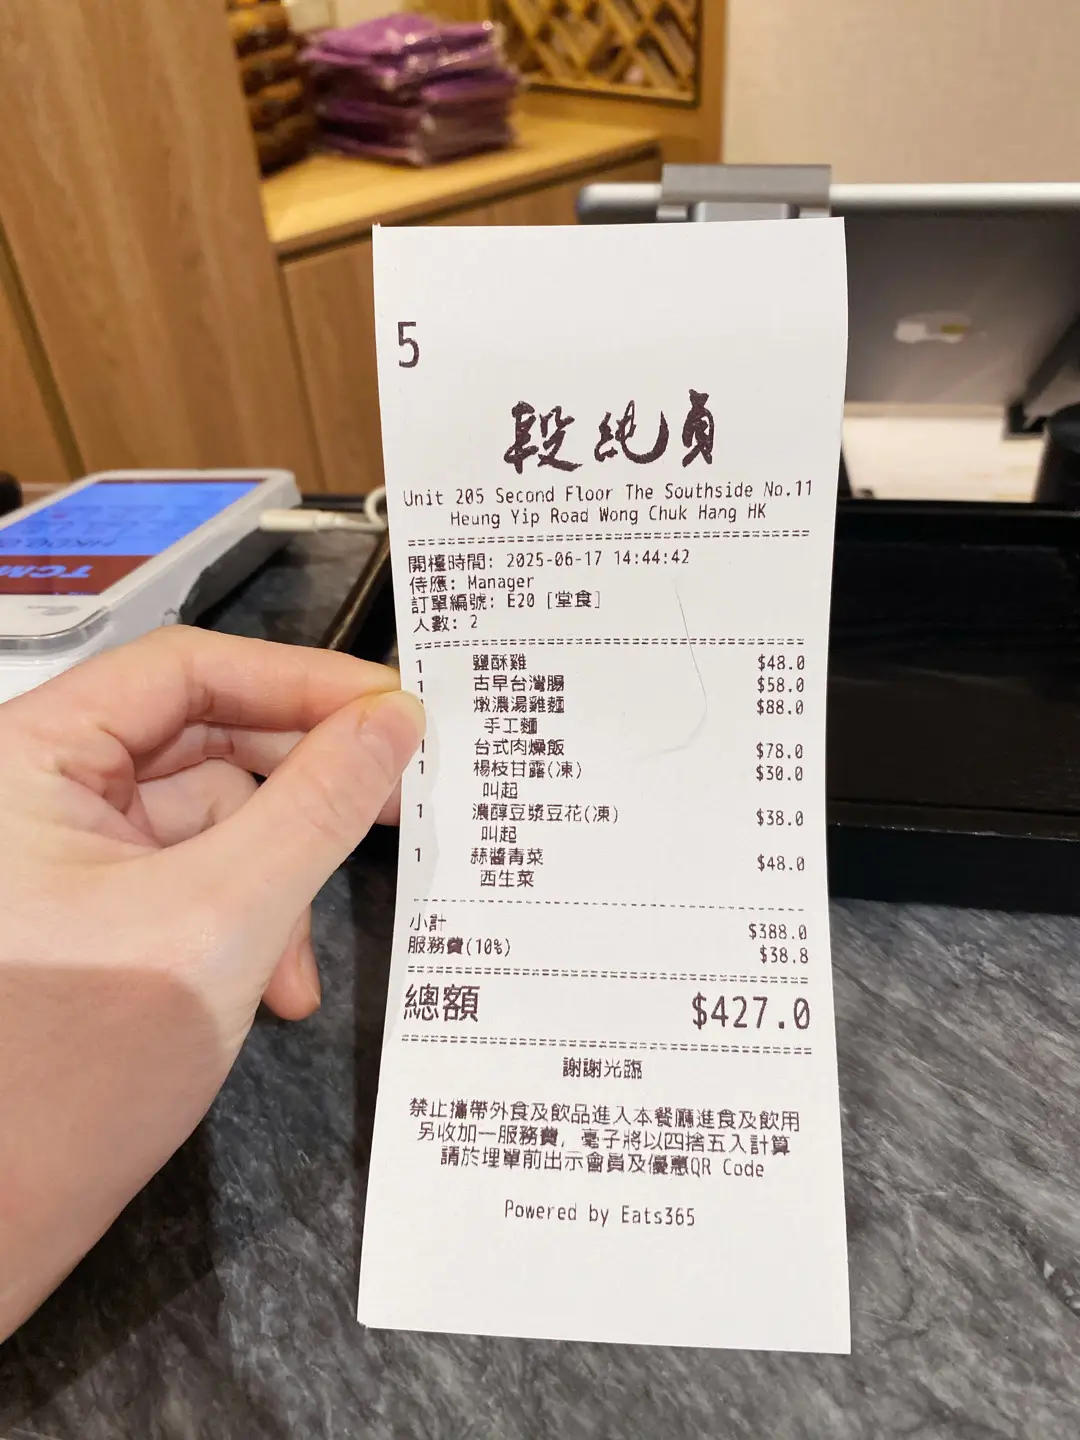 5
段純貞
Unit 205 Second Floor The Southside No.11
Heung Yip Road Wong Chuk Hang HK
開檯時間: 2025-06-17 14:44:42
侍應: Manager
訂單編號: E20 [堂食]
人數: 2
1 鹽酥雞 $48.0
1 古早台灣腸 $58.0
燉濃湯雞麵 $88.0
手工麵
1 台式肉燥飯 $78.0
1 楊枝甘露(凍) $30.0
叫起
1 濃醇豆漿豆花(凍) $38.0
叫起
1 蒜醬青菜 $48.0
西生菜
小計 $388.0
服務費(10%) $38.8
總額 $427.0
謝謝光臨
禁止攜帶外食及飲品進入本餐廳進食及飲用
另收加一服務費, 毫子將以四捨五入計算
請於埋單前出示會員及優惠QR Code
Powered by Eats365